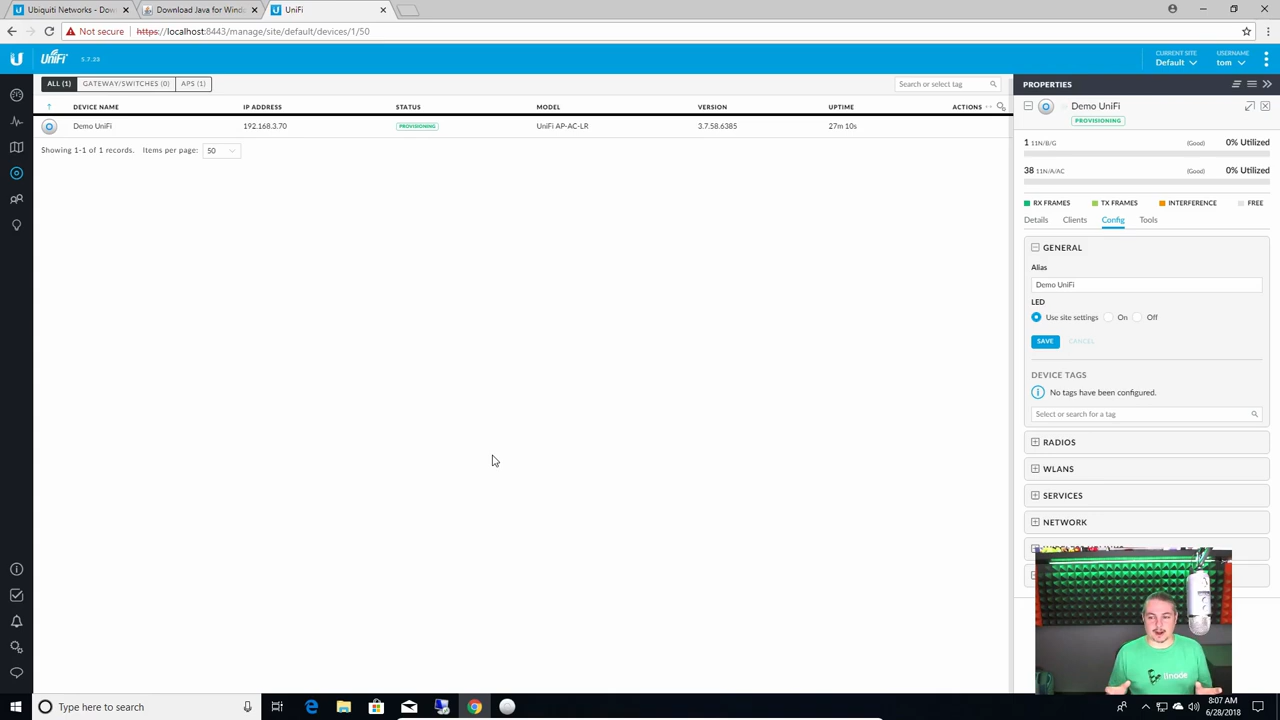 Ubiquiti Networks - Dow
Download Java for Wind
UniFi
Not secure
https://localhost:8443/manage/site/default/devices/1/50
U UniFi 5.7.23
CURRENT SITE
Default
USERNAME
tom
ALL (1)
GATEWAY/SWITCHES (0)
APS (1)
Search or select tag
DEVICE NAME
IP ADDRESS
STATUS
MODEL
VERSION
UPTIME
ACTIONS
Demo UniFi
192.168.3.70
PROVISIONING
UniFi AP-AC-LR
3.7.58.6385
27m 10s
Showing 1-1 of 1 records.
Items per page:
50
PROPERTIES
Demo UniFi
PROVISIONING
1 11N/B/G (Good) 0% Utilized
38 11N/A/AC (Good) 0% Utilized
RX FRAMES
TX FRAMES
INTERFERENCE
FREE
Details
Clients
Config
Tools
GENERAL
Alias
Demo UniFi
LED
Use site settings
On
Off
SAVE
CANCEL
DEVICE TAGS
No tags have been configured.
Select or search for a tag
RADIOS
WLANS
SERVICES
NETWORK
linode
Type here to search
8:07 AM
6/28/2018